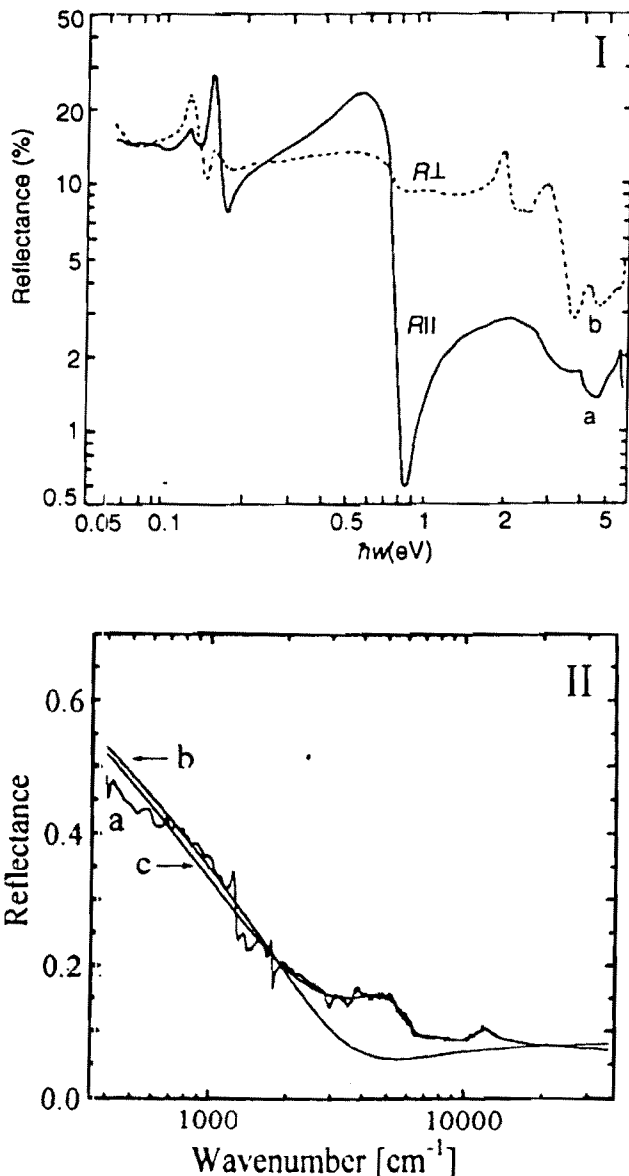 50
I
20
10
5
2
1
0.5
Reflectance (%)
R⊥
R||
b
a
0.05 0.1 0.5 1 2 5
ħw(eV)
II
0.6
0.4
0.2
0.0
Reflectance
b
a
c
1000 10000
Wavenumber [cm⁻¹]